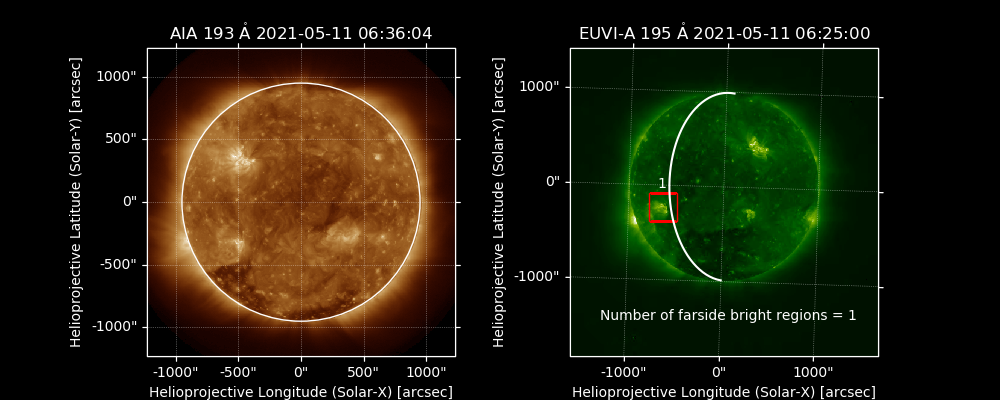 AIA 193 Å 2021-05-11 06:36:04
Helioprojective Latitude (Solar-Y) [arcsec]
1000"
500"
0"
-500"
-1000"
-1000" -500" 0" 500" 1000"
Helioprojective Longitude (Solar-X) [arcsec]
EUVI-A 195 Å 2021-05-11 06:25:00
Helioprojective Latitude (Solar-Y) [arcsec]
1000"
0"
-1000"
1
Number of farside bright regions = 1
-1000" 0" 1000"
Helioprojective Longitude (Solar-X) [arcsec]